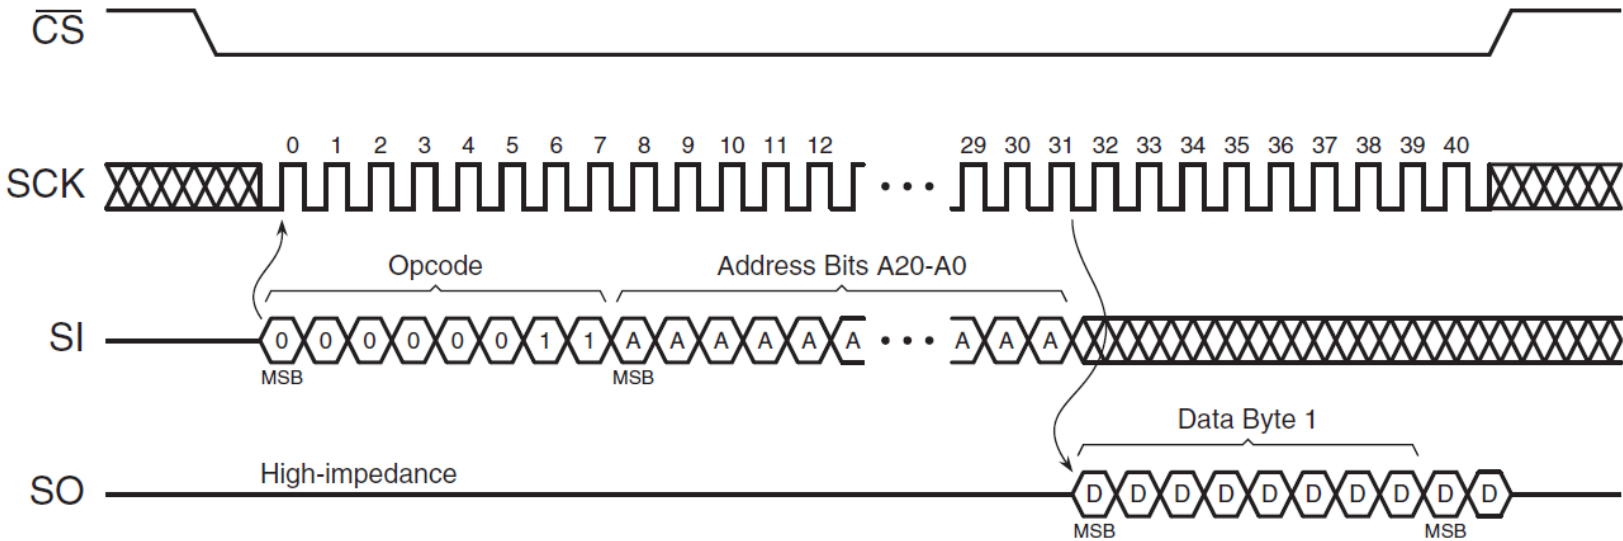 CS
0 1 2 3 4 5 6 7 8 9 10 11 12 29 30 31 32 33 34 35 36 37 38 39 40
SCK
Opcode Address Bits A20-A0
SI 0 0 0 0 0 0 1 1 A A A A A A A A A
MSB MSB
Data Byte 1
High-impedance
SO D D D D D D D D D D
MSB MSB